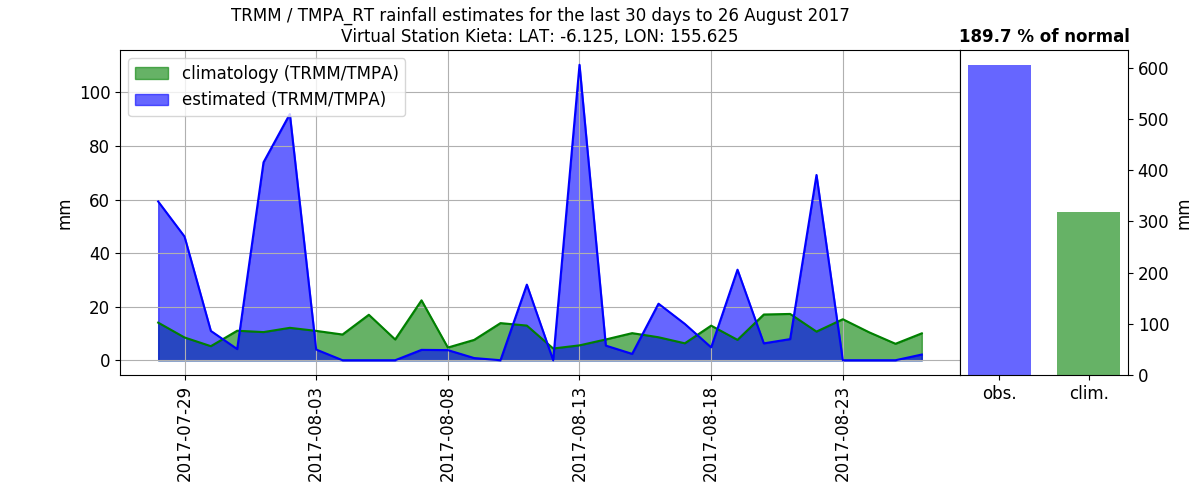 TRMM / TMPA_RT rainfall estimates for the last 30 days to 26 August 2017
Virtual Station Kieta: LAT: -6.125, LON: 155.625
189.7 % of normal
climatology (TRMM/TMPA)
estimated (TRMM/TMPA)
mm
100
80
60
40
20
0
2017-07-29
2017-08-03
2017-08-08
2017-08-13
2017-08-18
2017-08-23
600
500
400
300
200
100
0
mm
obs.
clim.